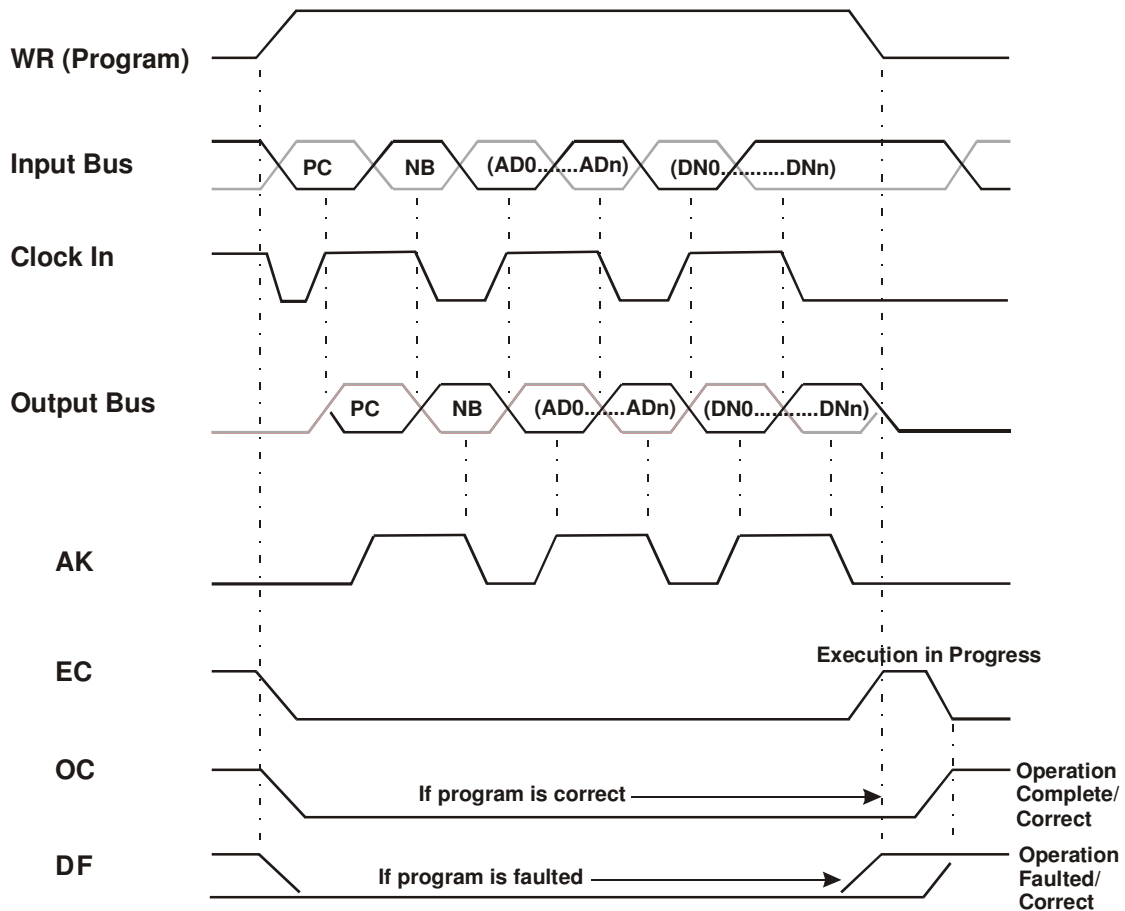 WR (Program)
Input Bus
PC
NB
(AD0.......ADn)
(DN0...........DNn)
Clock In
Output Bus
PC
NB
(AD0.......ADn)
(DN0...........DNn)
AK
EC
Execution in Progress
OC
If program is correct
Operation
Complete/
Correct
DF
If program is faulted
Operation
Faulted/
Correct